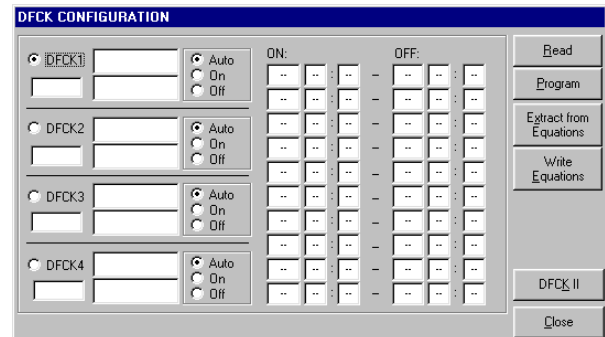 DFCK CONFIGURATION
DFCK1
Auto
On
Off
DFCK2
Auto
On
Off
DFCK3
Auto
On
Off
DFCK4
Auto
On
Off
ON: OFF:
-- -- : -- – -- -- : --
-- -- : -- – -- -- : --
-- -- : -- – -- -- : --
-- -- : -- – -- -- : --
-- -- : -- – -- -- : --
-- -- : -- – -- -- : --
-- -- : -- – -- -- : --
-- -- : -- – -- -- : --
-- -- : -- – -- -- : --
-- -- : -- – -- -- : --
Read
Program
Extract from
Equations
Write
Equations
DFCK II
Close